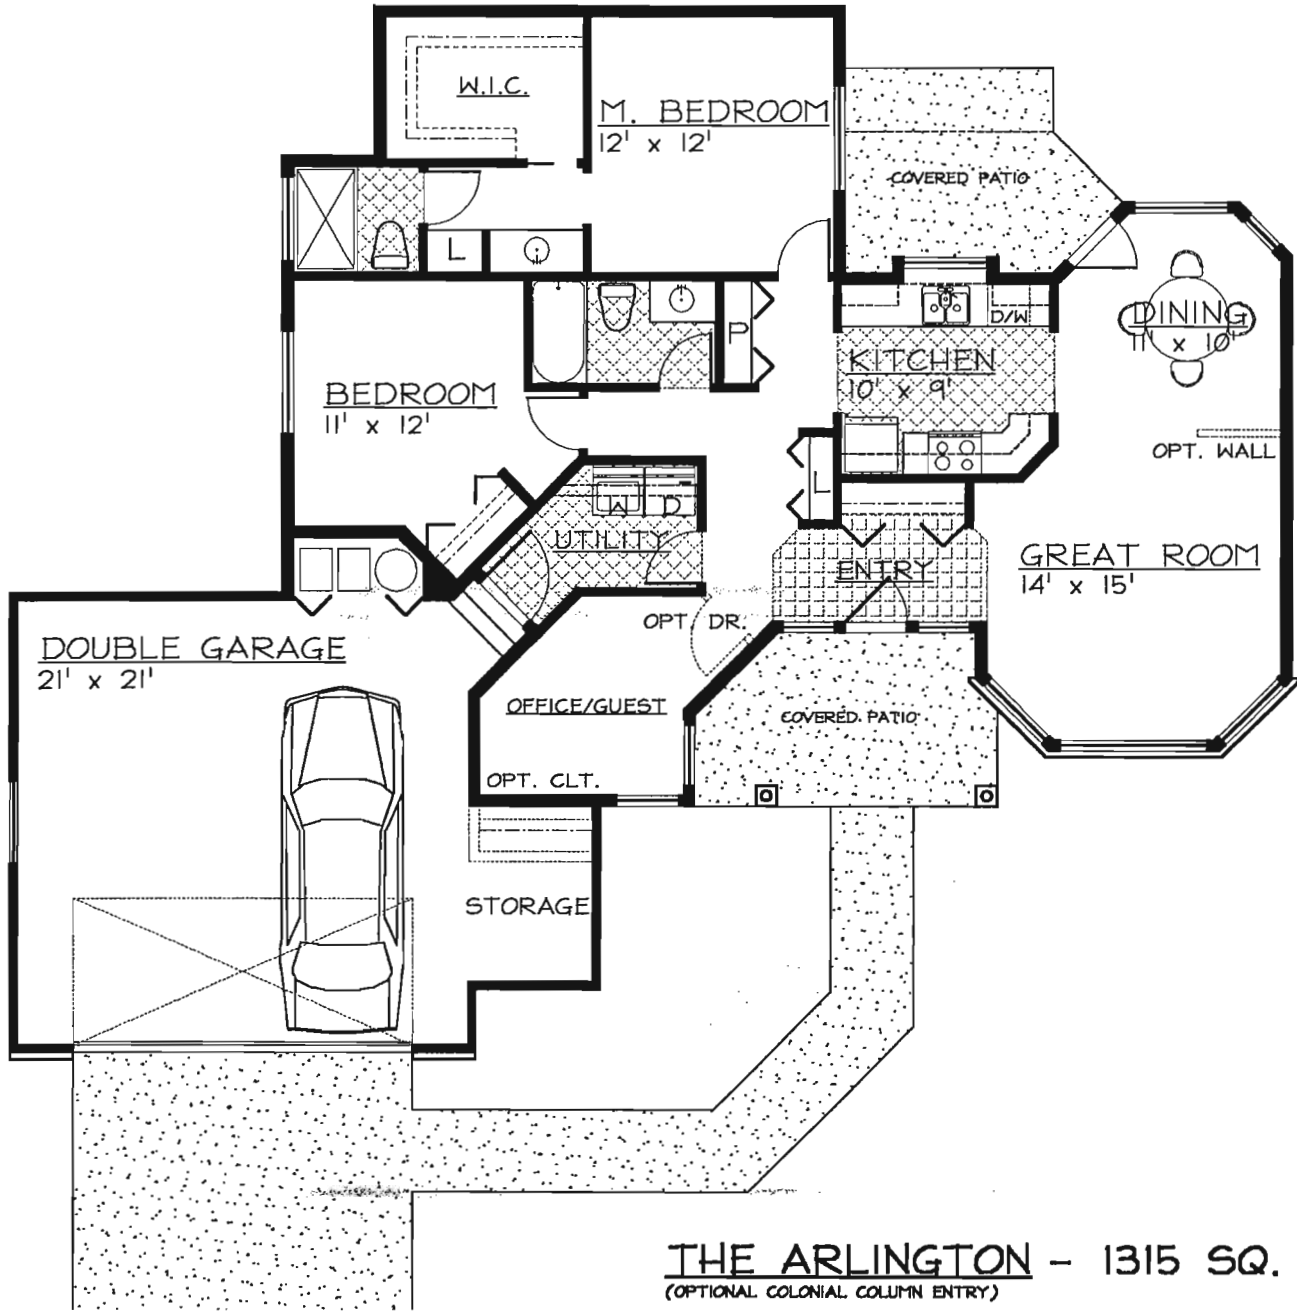 W.I.C.
M. BEDROOM
12' x 12'
COVERED PATIO
L
P
D/W
DINING
11' x 10'
KITCHEN
10' x 9'
BEDROOM
11' x 12'
OPT. WALL
L
W D
UTILITY
ENTRY
GREAT ROOM
14' x 15'
OPT. DR.
DOUBLE GARAGE
21' x 21'
OFFICE/GUEST
COVERED PATIO
OPT. CLT.
STORAGE
THE ARLINGTON - 1315 SQ.
(OPTIONAL COLONIAL COLUMN ENTRY)